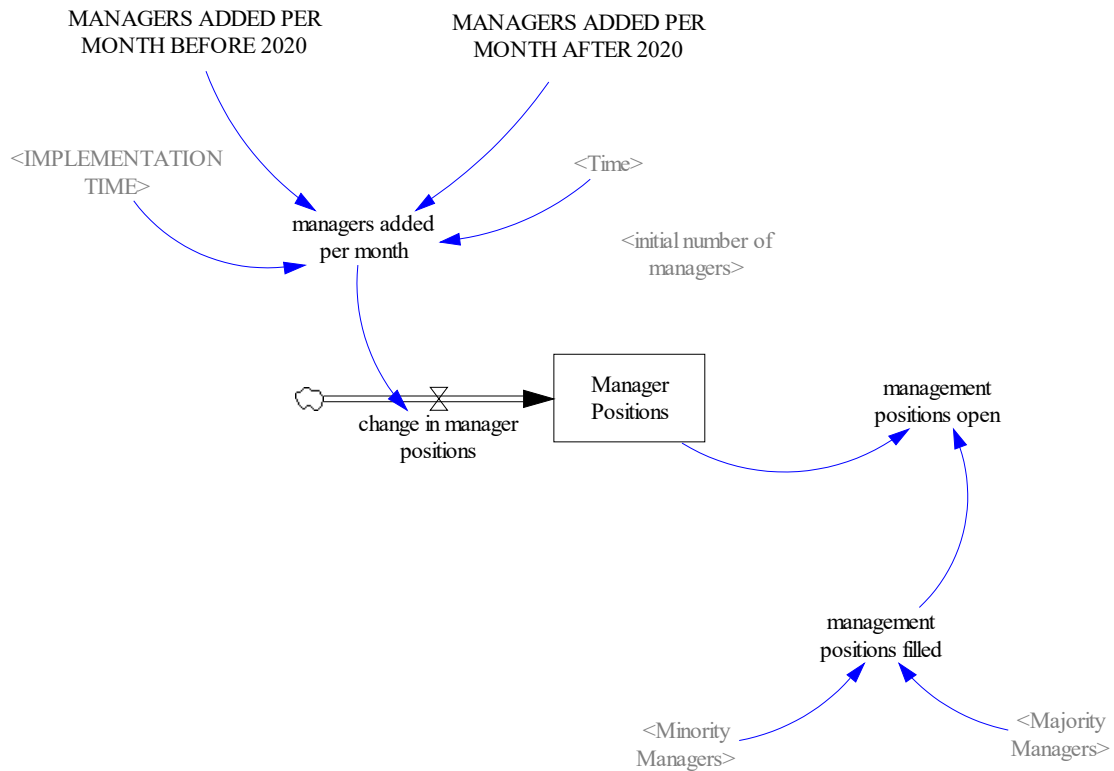 MANAGERS ADDED PER
MONTH BEFORE 2020
MANAGERS ADDED PER
MONTH AFTER 2020
<IMPLEMENTATION
TIME>
<Time>
managers added
per month
<initial number of
managers>
Manager
Positions
change in manager
positions
management
positions open
management
positions filled
<Minority
Managers>
<Majority
Managers>